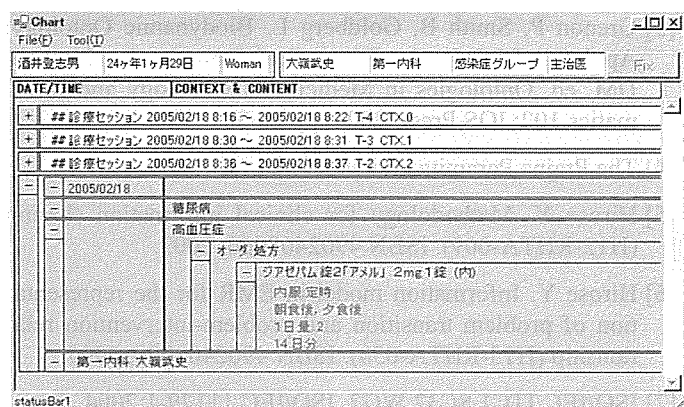 Chart
File(F) Tool(T)
酒井登志男 24ヶ年1ヶ月29日 Woman 大嶺武史 第一内科 感染症グループ 主治医 Fix
DATE/TIME CONTEXT & CONTENT
+ ##診療セッション 2005/02/18 8:16 ～ 2005/02/18 8:22 T-4 CTX.0
+ ##診療セッション 2005/02/18 8:30 ～ 2005/02/18 8:31 T-3 CTX.1
+ ##診療セッション 2005/02/18 8:36 ～ 2005/02/18 8:37 T-2 CTX.2
- - 2005/02/18
- 糖尿病
- 高血圧症
- オーダ 処方
- ジアゼパム錠2「アメル」 2mg 1錠 (内)
内服 定時
朝食後, 夕食後
1日量 2
14日分
- 第一内科 大嶺武史
statusBar1